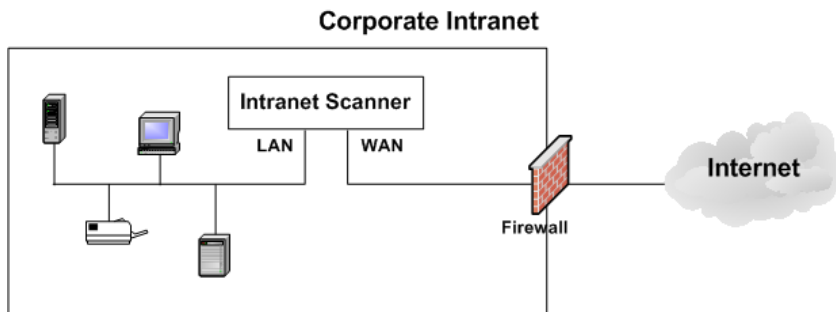 Corporate Intranet
Intranet Scanner
LAN
WAN
Internet
Firewall